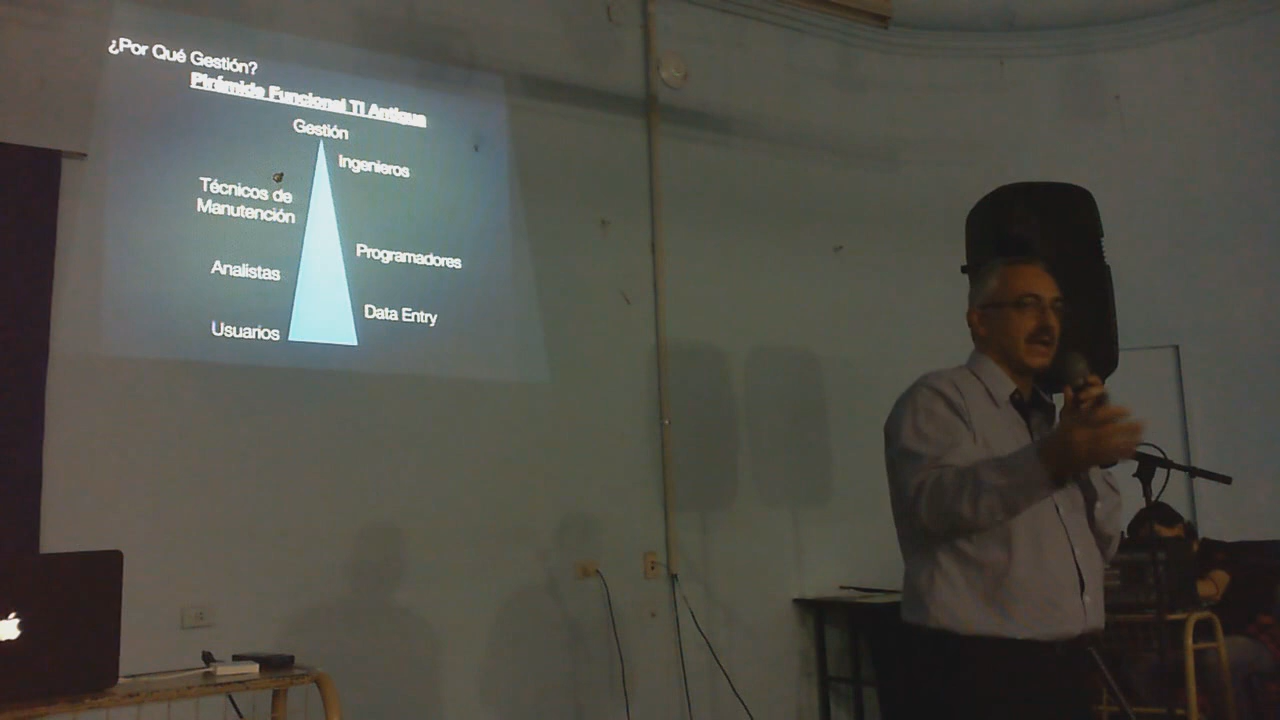 ¿Por Qué Gestión?
Pirámide Funcional TI Antigua
Gestión
Ingenieros
Técnicos de
Manutención
Programadores
Analistas
Data Entry
Usuarios